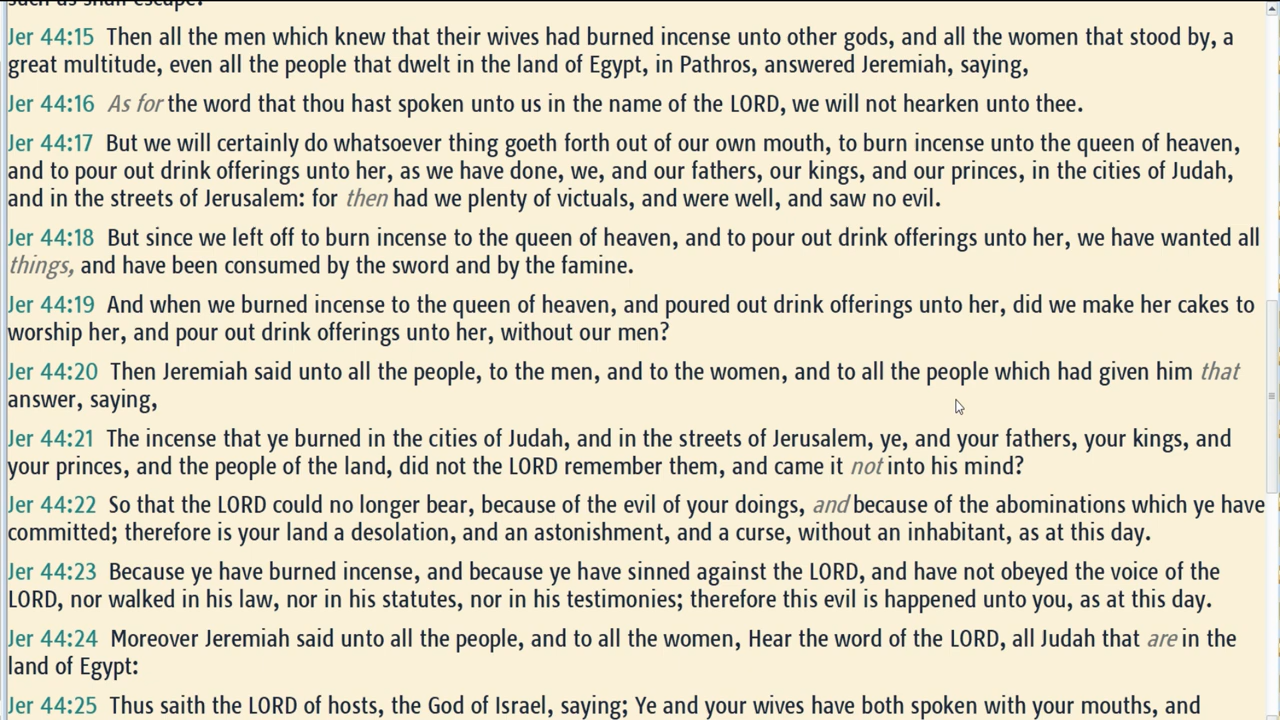 such as shall escape.
Jer 44:15 Then all the men which knew that their wives had burned incense unto other gods, and all the women that stood by, a
great multitude, even all the people that dwelt in the land of Egypt, in Pathros, answered Jeremiah, saying,
Jer 44:16 As for the word that thou hast spoken unto us in the name of the LORD, we will not hearken unto thee.
Jer 44:17 But we will certainly do whatsoever thing goeth forth out of our own mouth, to burn incense unto the queen of heaven,
and to pour out drink offerings unto her, as we have done, we, and our fathers, our kings, and our princes, in the cities of Judah,
and in the streets of Jerusalem: for then had we plenty of victuals, and were well, and saw no evil.
Jer 44:18 But since we left off to burn incense to the queen of heaven, and to pour out drink offerings unto her, we have wanted all
things, and have been consumed by the sword and by the famine.
Jer 44:19 And when we burned incense to the queen of heaven, and poured out drink offerings unto her, did we make her cakes to
worship her, and pour out drink offerings unto her, without our men?
Jer 44:20 Then Jeremiah said unto all the people, to the men, and to the women, and to all the people which had given him that
answer, saying,
Jer 44:21 The incense that ye burned in the cities of Judah, and in the streets of Jerusalem, ye, and your fathers, your kings, and
your princes, and the people of the land, did not the LORD remember them, and came it not into his mind?
Jer 44:22 So that the LORD could no longer bear, because of the evil of your doings, and because of the abominations which ye have
committed; therefore is your land a desolation, and an astonishment, and a curse, without an inhabitant, as at this day.
Jer 44:23 Because ye have burned incense, and because ye have sinned against the LORD, and have not obeyed the voice of the
LORD, nor walked in his law, nor in his statutes, nor in his testimonies; therefore this evil is happened unto you, as at this day.
Jer 44:24 Moreover Jeremiah said unto all the people, and to all the women, Hear the word of the LORD, all Judah that are in the
land of Egypt:
Jer 44:25 Thus saith the LORD of hosts, the God of Israel, saying; Ye and your wives have both spoken with your mouths, and